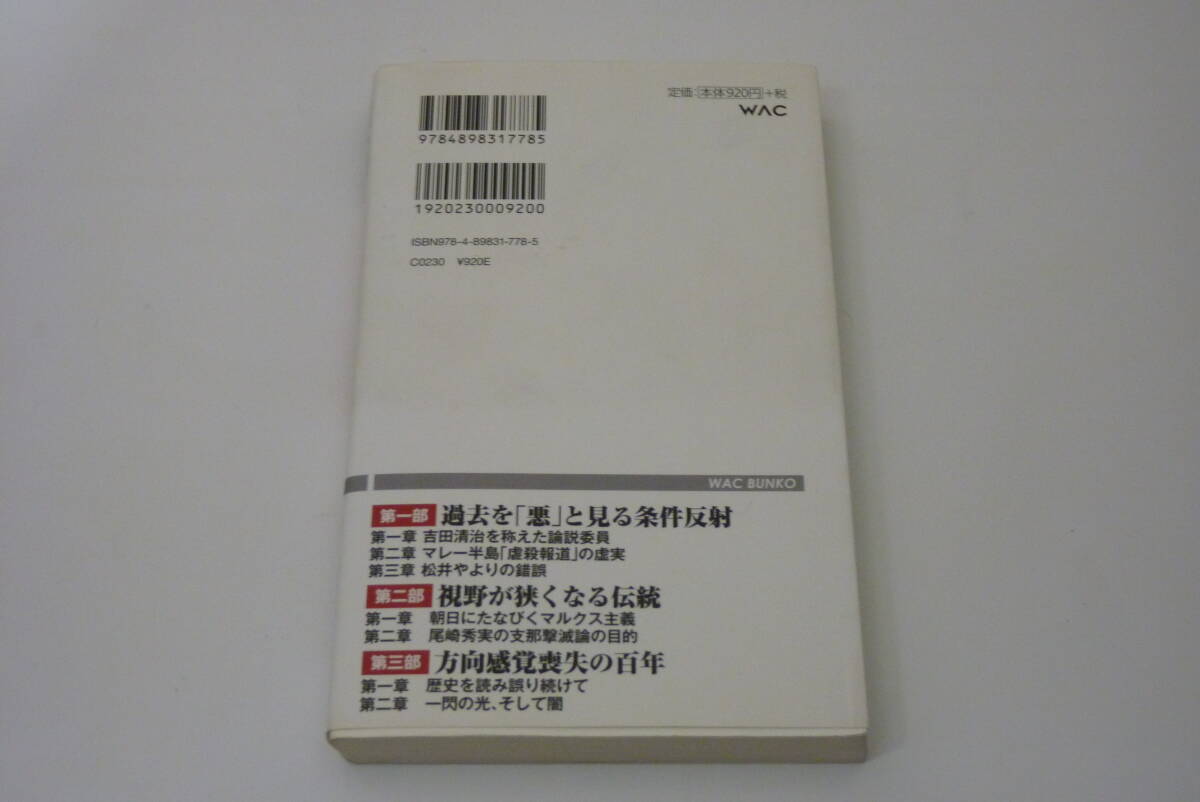 9784898317785
1920230009200
ISBN978-4-89831-778-5
C0230 ¥920E
定価:本体920円+税
WAC
WAC BUNKO
第一部 過去を「悪」と見る条件反射
第一章 吉田清治を称えた論説委員
第二章 マレー半島「虐殺報道」の虚実
第三章 松井やよりの錯誤
第二部 視野が狭くなる伝統
第一章 朝日にたなびくマルクス主義
第二章 尾崎秀実の支那撃滅論の目的
第三部 方向感覚喪失の百年
第一章 歴史を読み誤り続けて
第二章 一閃の光、そして闇